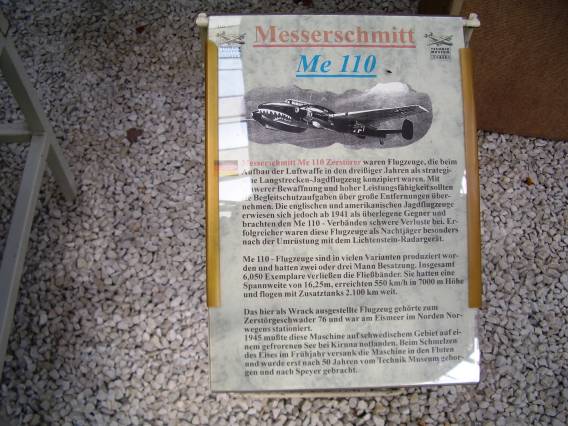 Messerschmitt
Me 110
TECHNIK
MUSEUM
SPEYER
Messerschmitt Me 110 Zerstörer waren Flugzeuge, die beim
Aufbau der Luftwaffe in den dreißiger Jahren als strategi-
che Langstrecken-Jagdflugzeug konzipiert waren. Mit
schwerer Bewaffnung und hoher Leistungsfähigkeit sollten
sie Begleitschutzaufgaben über große Entfernungen über-
nehmen. Die englischen und amerikanischen Jagdflugzeuge
erwiesen sich jedoch ab 1941 als überlegene Gegner und
brachten den Me 110 - Verbänden schwere Verluste bei. Er-
folgreicher waren diese Flugzeuge als Nachtjäger besonders
nach der Umrüstung mit dem Lichtenstein-Radargerät.
Me 110 - Flugzeuge sind in vielen Varianten produziert wor-
den und hatten zwei oder drei Mann Besatzung. Insgesamt
6,050 Exemplare verließen die Fließbänder. Sie hatten eine
Spannweite von 16,25m, erreichten 550 km/h in 7000 m Höhe
und flogen mit Zusatztanks 2.100 km weit.
Das hier als Wrack ausgestellte Flugzeug gehörte zum
Zerstörgeschwader 76 und war am Eismeer im Norden Nor-
wegens stationiert.
1945 mußte diese Maschine auf schwedischem Gebiet auf ei-
nem gefrorenen See bei Kiruna notlanden. Beim Schmelzen
des Eises im Frühjahr versank die Maschine in den Fluten
und wurde erst nach 50 Jahren vom Technik Museum gebor-
gen und nach Speyer gebracht.